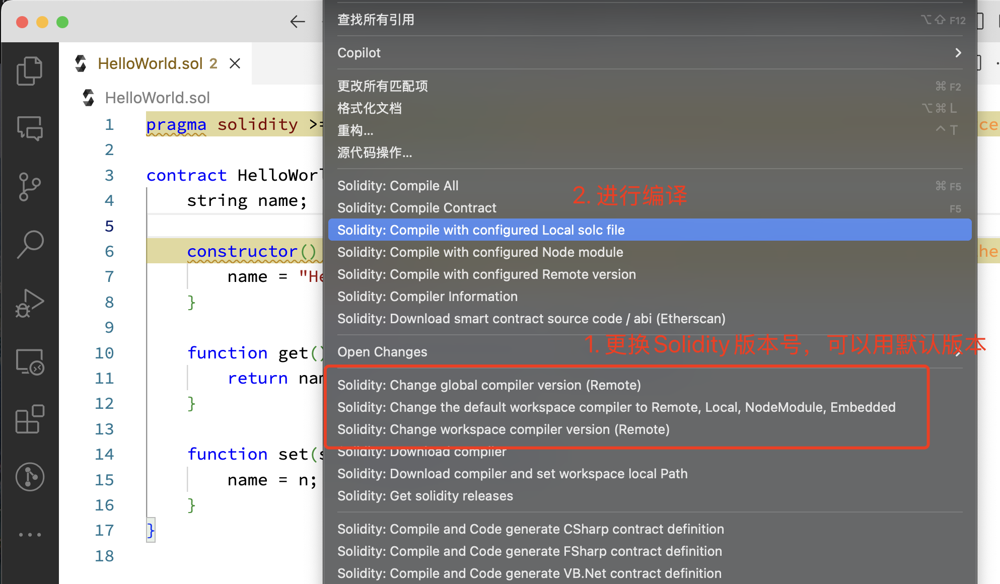 查找所有引用 ⌥⇧F12
HelloWorld.sol 2
Copilot
HelloWorld.sol
更改所有匹配项 ⌘F2
格式化文档 ⌥⌘L
重构... ^T
源代码操作...
1 pragma solidity >= ce
2
3 contract HelloWorl
4 string name;
5
6 constructor() he
7 name = "He
8 }
9
10 function get()
11 return nam
12 }
13
14 function set(s
15 name = n;
16 }
17 }
18
Solidity: Compile All ⌘F5
2. 进行编译
Solidity: Compile Contract F5
Solidity: Compile with configured Local solc file
Solidity: Compile with configured Node module
Solidity: Compile with configured Remote version
Solidity: Compiler Information
Solidity: Download smart contract source code / abi (Etherscan)
1. 更换Solidity版本号，可以用默认版本
Open Changes
Solidity: Change global compiler version (Remote)
Solidity: Change the default workspace compiler to Remote, Local, NodeModule, Embedded
Solidity: Change workspace compiler version (Remote)
Solidity: Download compiler
Solidity: Download compiler and set workspace local Path
Solidity: Get solidity releases
Solidity: Compile and Code generate CSharp contract definition
Solidity: Compile and Code generate FSharp contract definition
Solidity: Compile and Code generate VB.Net contract definition